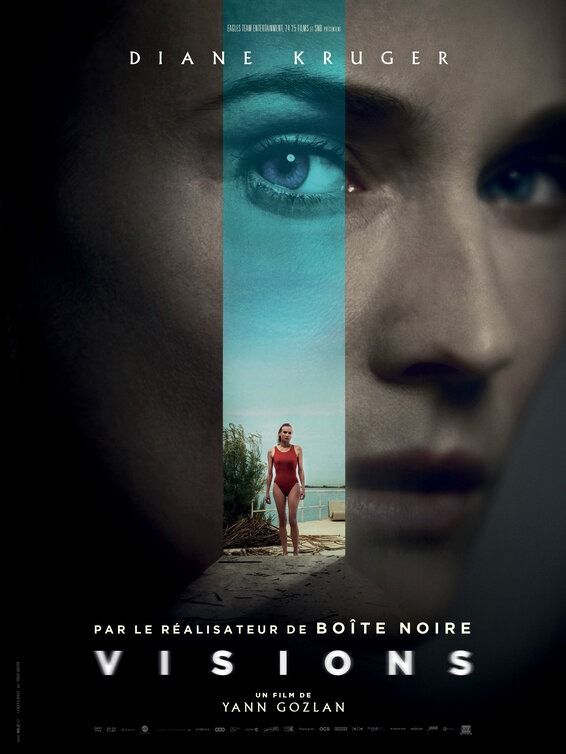 EAGLES TEAM ENTERTAINMENT, 24 25 FILMS ET SND PRÉSENTENT
DIANE KRUGER
PAR LE RÉALISATEUR DE BOÎTE NOIRE
VISIONS
UN FILM DE
YANN GOZLAN